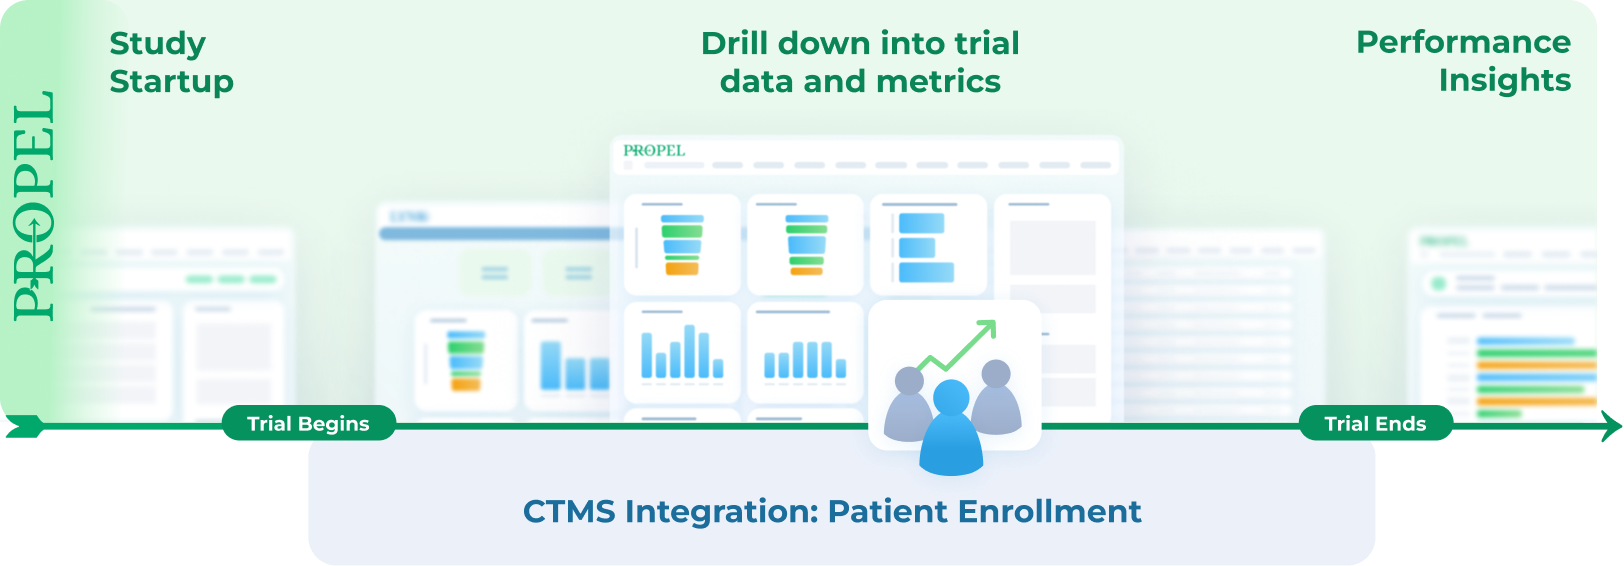 PROPEL
Study
Startup
Drill down into trial
data and metrics
Performance
Insights
PROPEL
Trial Begins
Trial Ends
CTMS Integration: Patient Enrollment